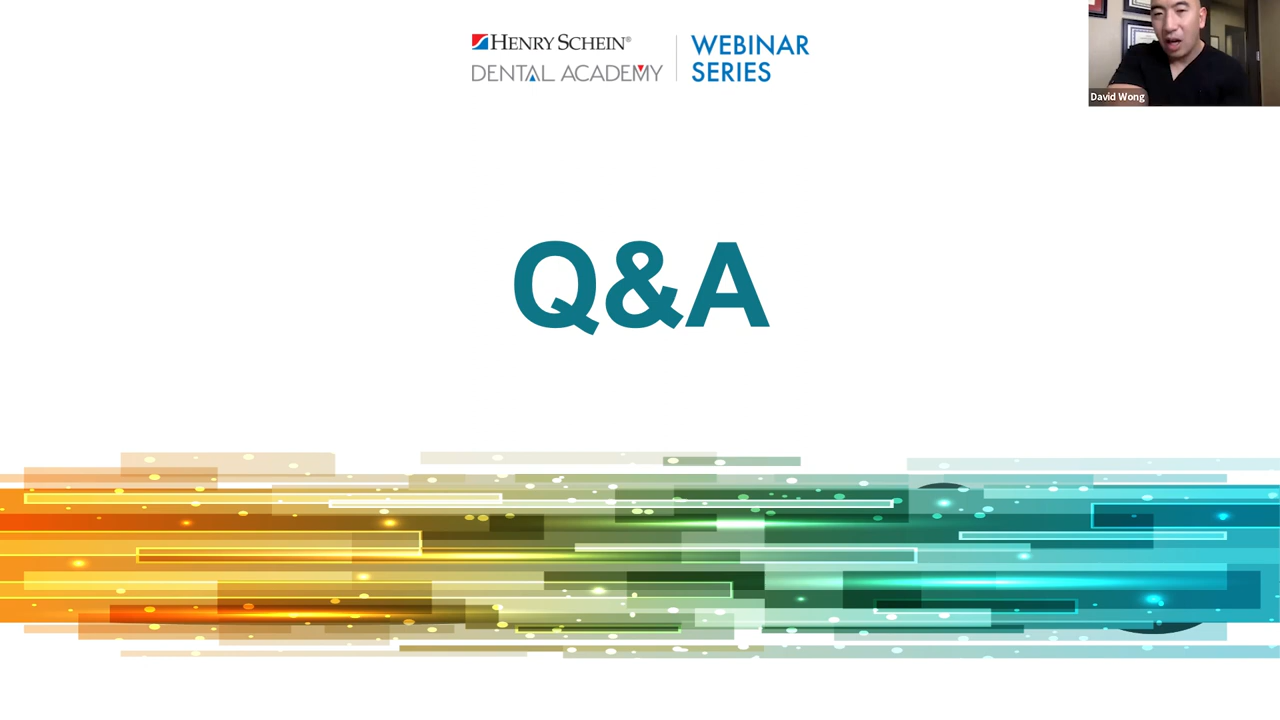 HENRY SCHEIN®
DENTAL ACADEMY
WEBINAR
SERIES
David Wong
Q&A